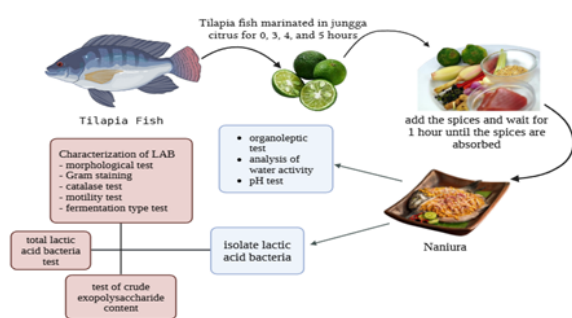 Tilapia fish marinated in jungga
citrus for 0, 3, 4, and 5 hours
Tilapia Fish
add the spices and wait for
1 hour until the spices are
absorbed
• organoleptic
test
• analysis of
water activity
• pH test
Naniura
Characterization of LAB
- morphological test
- Gram staining
- catalase test
- motility test
- fermentation type test
total lactic
acid bacteria
test
isolate lactic
acid bacteria
test of crude
exopolysaccharide
content